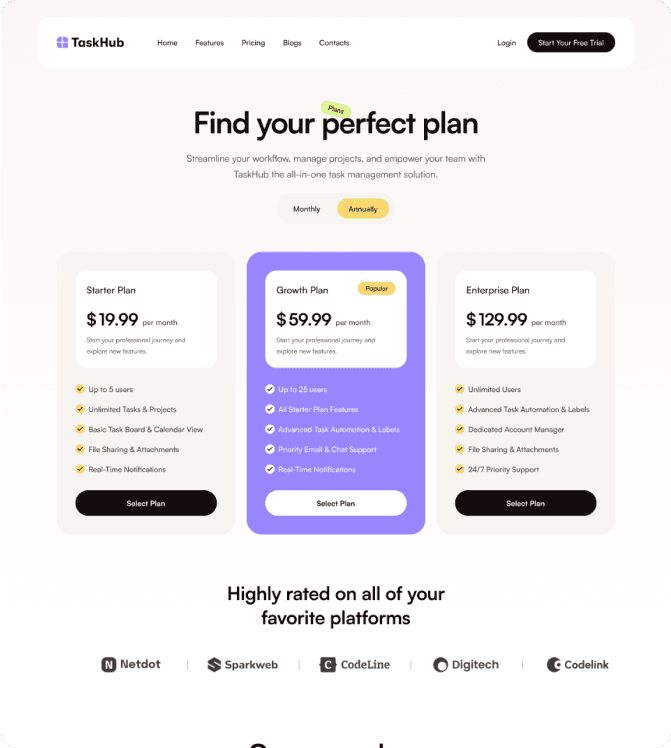 TaskHub
Home
Features
Pricing
Blogs
Contacts
Login
Start Your Free Trial
Plans
Find your perfect plan
Streamline your workflow, manage projects, and empower your team with
TaskHub the all-in-one task management solution.
Monthly
Annually
Starter Plan
$19.99 per month
Start your professional journey and
explore new features.
Up to 5 users
Unlimited Tasks & Projects
Basic Task Board & Calendar View
File Sharing & Attachments
Real-Time Notifications
Select Plan
Growth Plan
Popular
$59.99 per month
Start your professional journey and
explore new features.
Up to 25 users
All Starter Plan Features
Advanced Task Automation & Labels
Priority Email & Chat Support
Real-Time Notifications
Select Plan
Enterprise Plan
$129.99 per month
Start your professional journey and
explore new features.
Unlimited Users
Advanced Task Automation & Labels
Dedicated Account Manager
File Sharing & Attachments
24/7 Priority Support
Select Plan
Highly rated on all of your
favorite platforms
N Netdot
Sparkweb
C CodeLine
Digitech
Codelink